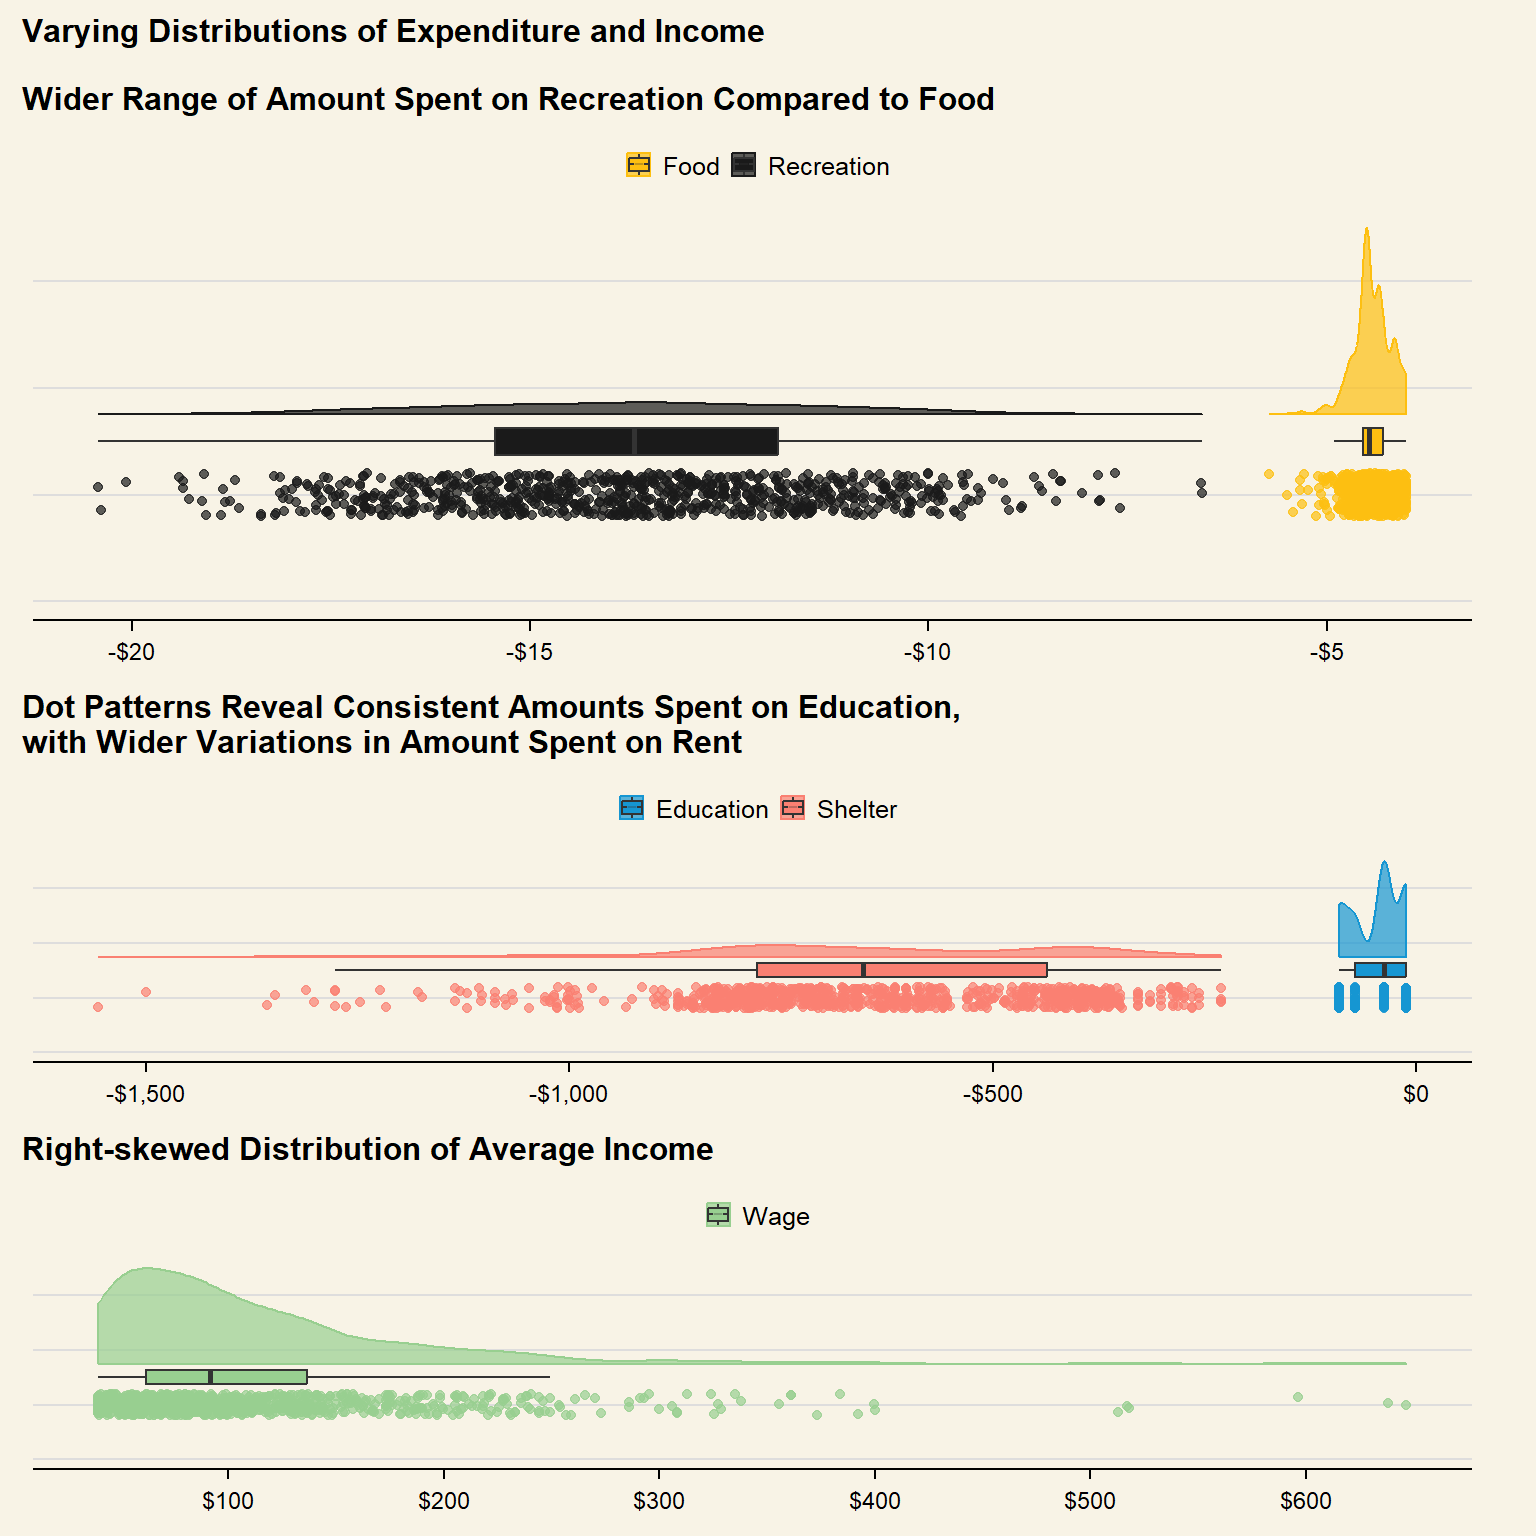 Varying Distributions of Expenditure and Income
Wider Range of Amount Spent on Recreation Compared to Food
Food Recreation
-$20 -$15 -$10 -$5
Dot Patterns Reveal Consistent Amounts Spent on Education,
with Wider Variations in Amount Spent on Rent
Education Shelter
-$1,500 -$1,000 -$500 $0
Right-skewed Distribution of Average Income
Wage
$100 $200 $300 $400 $500 $600